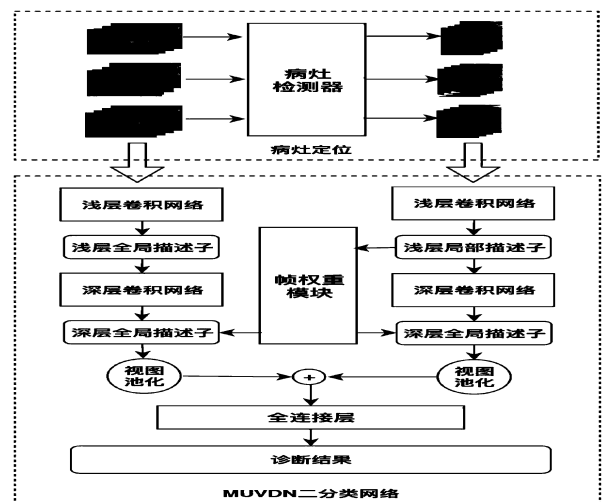 病灶
检测器
病灶定位
浅层卷积网络
浅层卷积网络
浅层全局描述子
浅层局部描述子
帧权重
模块
深层卷积网络
深层卷积网络
深层全局描述子
深层全局描述子
视图
池化
+
视图
池化
全连接层
诊断结果
MUVDN二分类网络